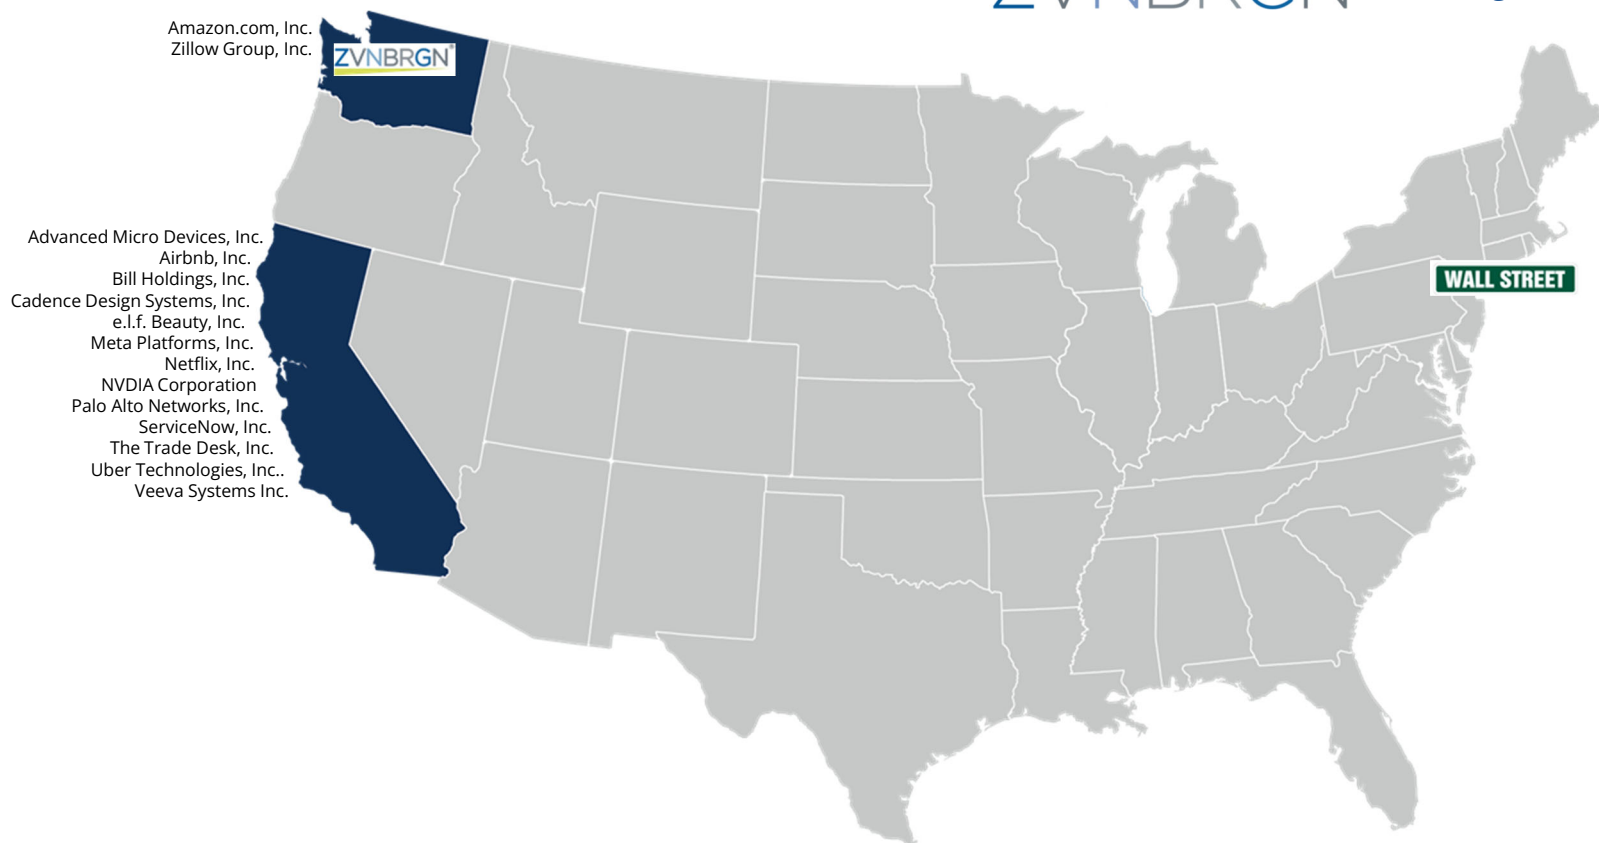 ZVNBRGN
Amazon.com, Inc.
Zillow Group, Inc.
ZVNBRGN®
Advanced Micro Devices, Inc.
Airbnb, Inc.
Bill Holdings, Inc.
Cadence Design Systems, Inc.
e.l.f. Beauty, Inc.
Meta Platforms, Inc.
Netflix, Inc.
NVDIA Corporation
Palo Alto Networks, Inc.
ServiceNow, Inc.
The Trade Desk, Inc.
Uber Technologies, Inc..
Veeva Systems Inc.
WALL STREET